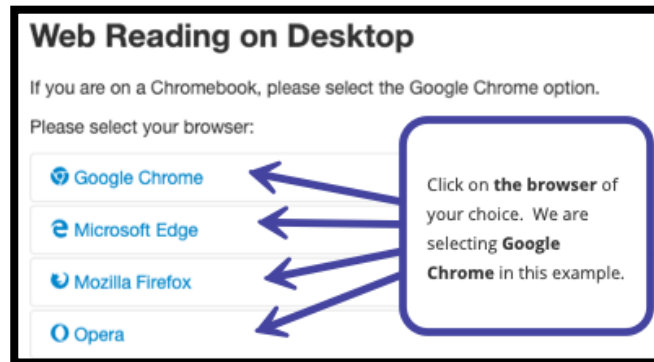 Web Reading on Desktop
If you are on a Chromebook, please select the Google Chrome option.
Please select your browser:
Google Chrome
Microsoft Edge
Mozilla Firefox
Opera
Click on the browser of
your choice. We are
selecting Google
Chrome in this example.